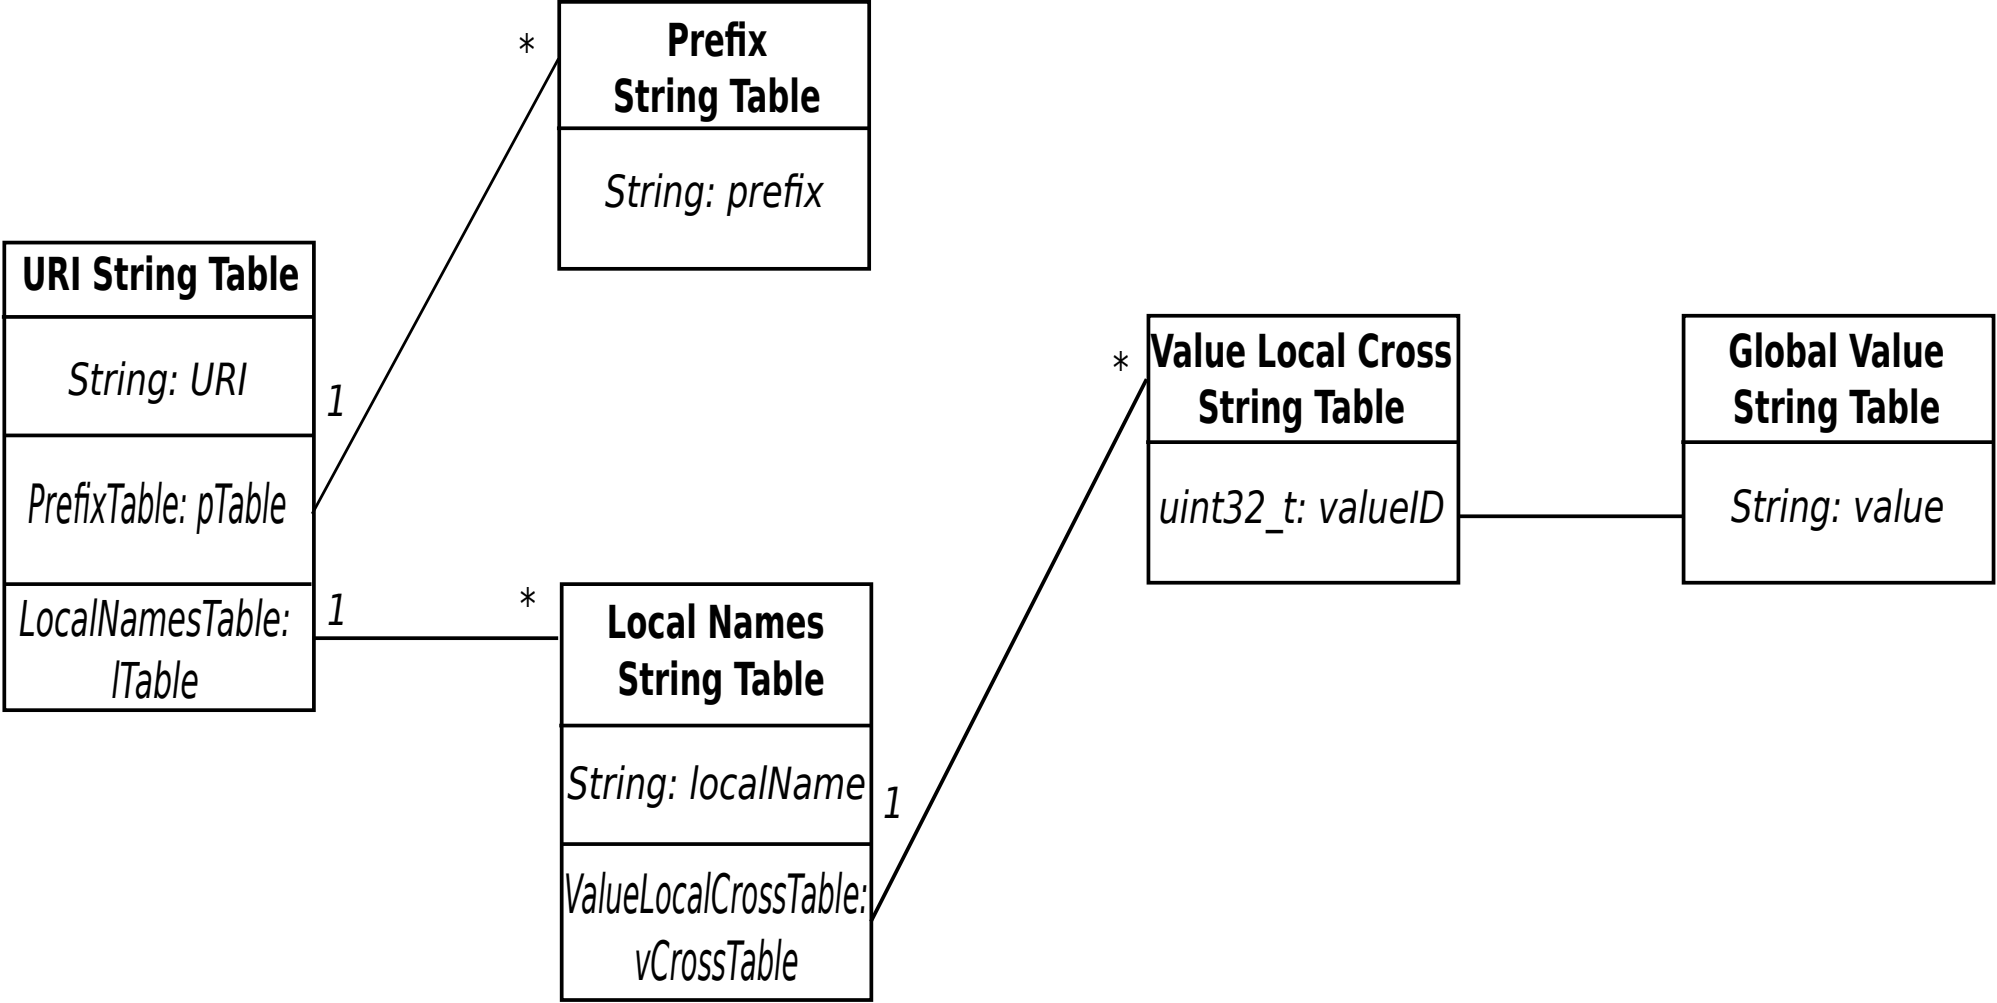 *
Prefix
String Table
String: prefix
URI String Table
String: URI
1
PrefixTable: pTable
LocalNamesTable:
lTable
1
*
Local Names
String Table
String: localName
1
ValueLocalCrossTable:
vCrossTable
*
Value Local Cross
String Table
uint32_t: valueID
Global Value
String Table
String: value